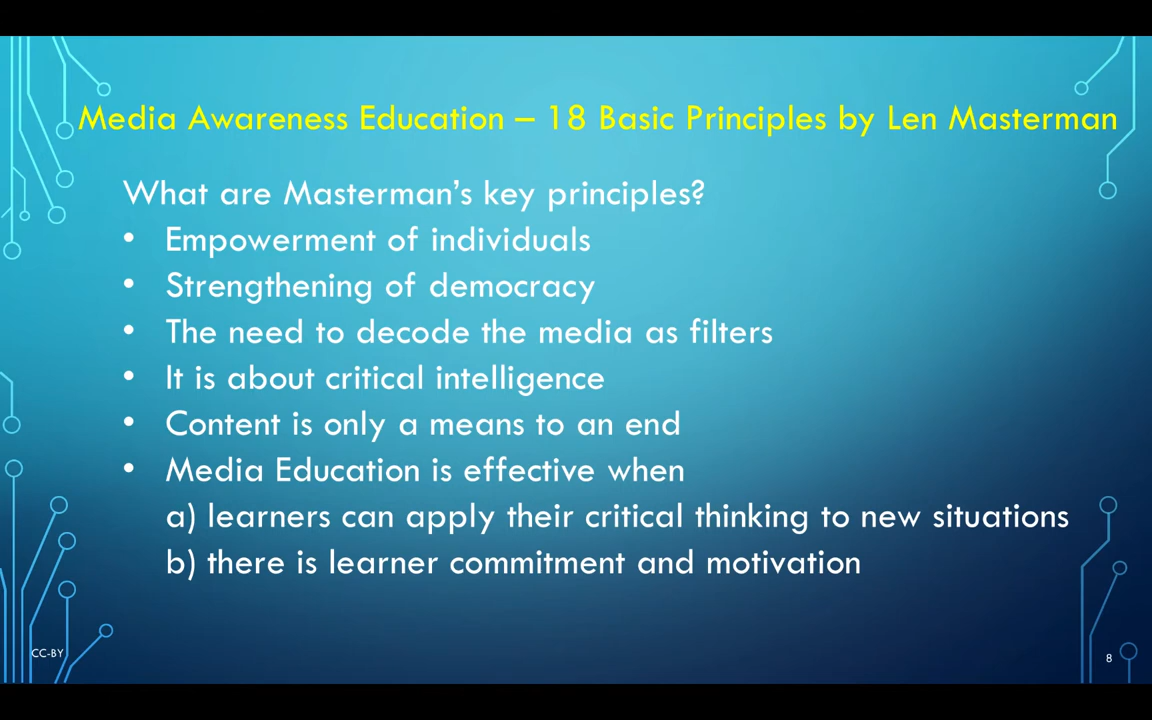 Media Awareness Education – 18 Basic Principles by Len Masterman
What are Masterman’s key principles?
• Empowerment of individuals
• Strengthening of democracy
• The need to decode the media as filters
• It is about critical intelligence
• Content is only a means to an end
• Media Education is effective when
a) learners can apply their critical thinking to new situations
b) there is learner commitment and motivation
CC-BY
8